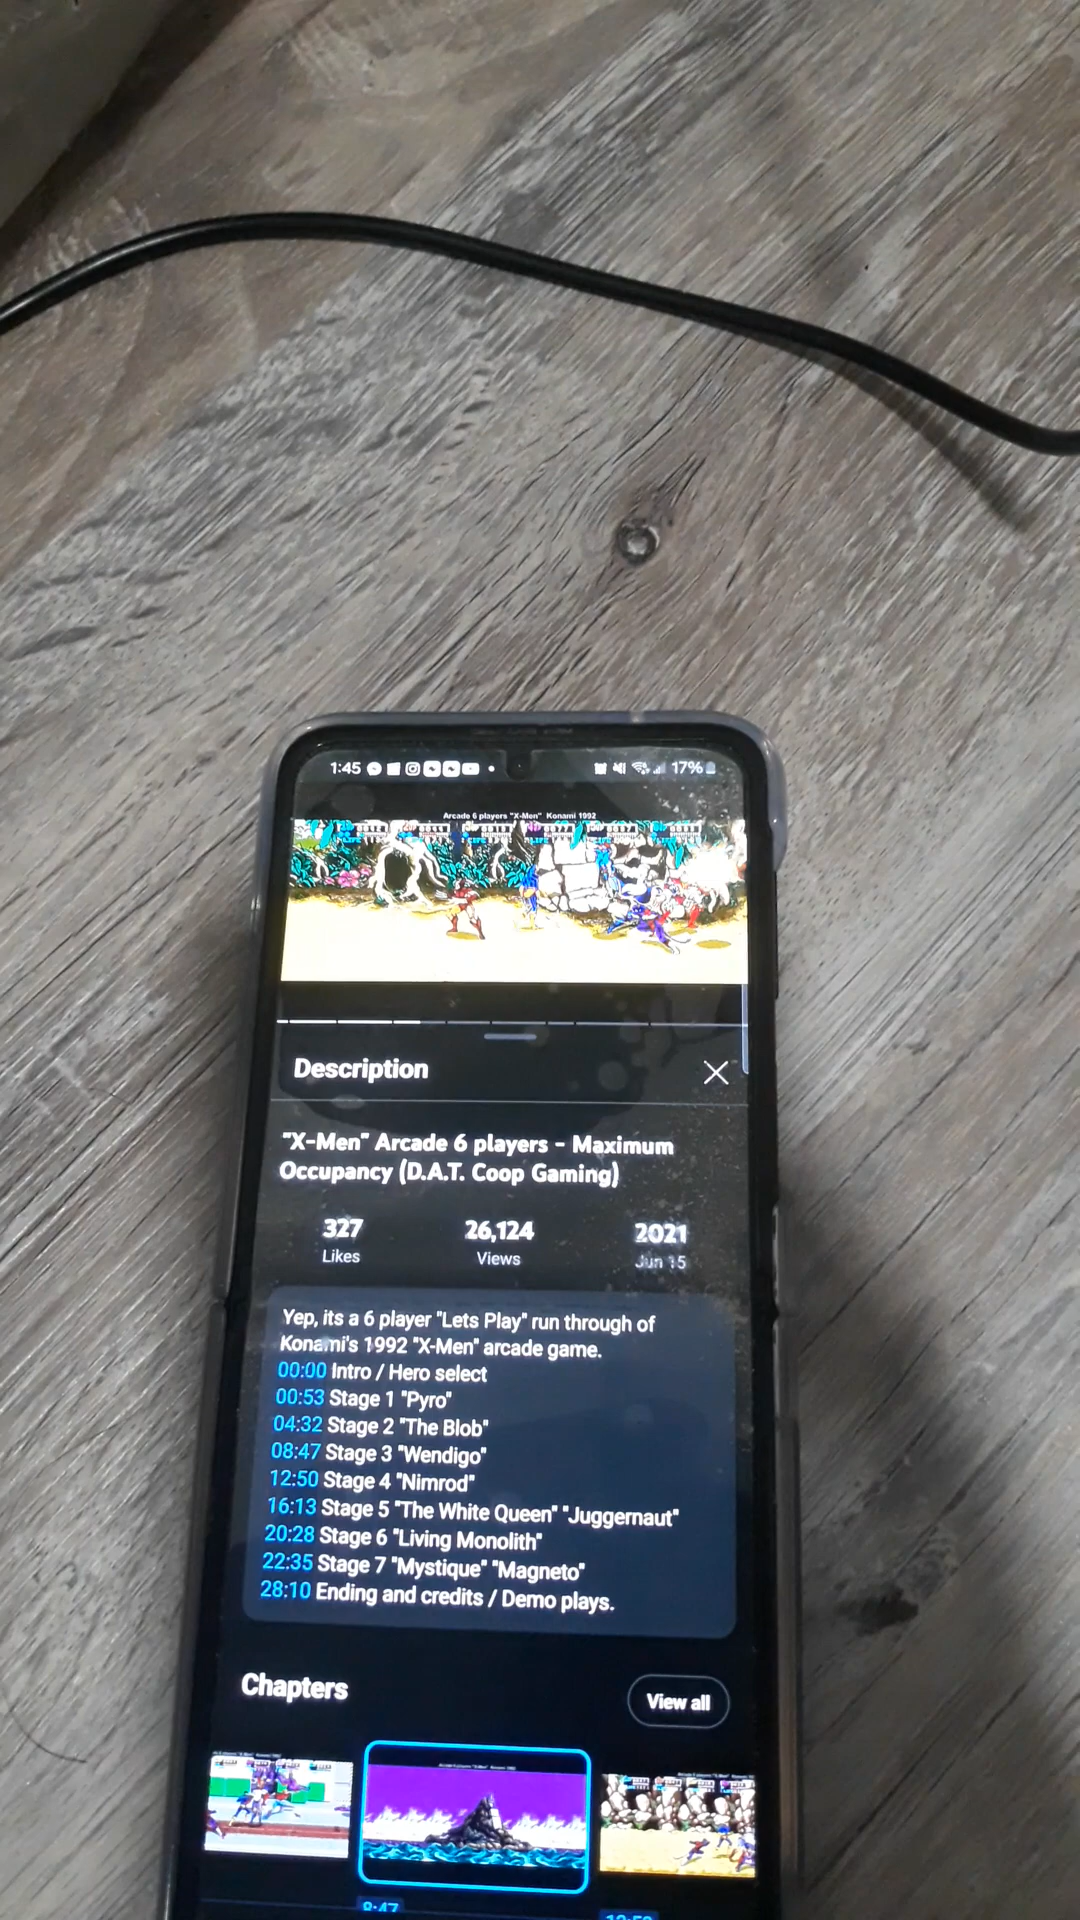 1:45
17%
Arcade 6 players "X-Men" Konami 1992
Description
"X-Men" Arcade 6 players - Maximum
Occupancy (D.A.T. Coop Gaming)
327 26,124 2021
Likes Views Jun 15
Yep, its a 6 player "Lets Play" run through of
Konami's 1992 "X-Men" arcade game.
00:00 Intro / Hero select
00:53 Stage 1 "Pyro"
04:32 Stage 2 "The Blob"
08:47 Stage 3 "Wendigo"
12:50 Stage 4 "Nimrod"
16:13 Stage 5 "The White Queen" "Juggernaut"
20:28 Stage 6 "Living Monolith"
22:35 Stage 7 "Mystique" "Magneto"
28:10 Ending and credits / Demo plays.
Chapters
View all
8:47
12:50